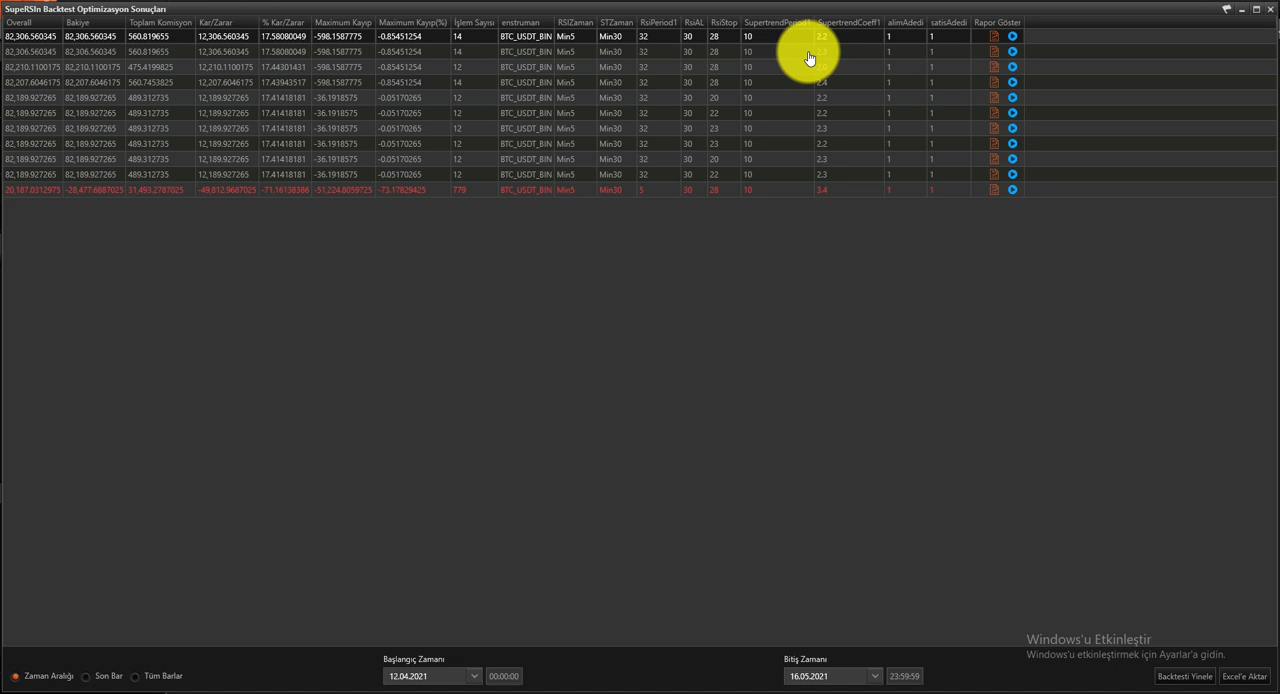 SupeRSIn Backtest Optimizasyon Sonuçları
Overall Bakiye Toplam Komisyon Kar/Zarar % Kar/Zarar Maximum Kayıp Maximum Kayıp(%) İşlem Sayısı enstruman RSIZaman STZaman RsiPeriod1 RsiAL RsiStop SupertrendPeriod1 SupertrendCoeff1 alimAdedi satisAdedi Rapor Göster
82,306.560345 82,306.560345 560.819655 12,306.560345 17.58080049 -598.1587775 -0.85451254 14 BTC_USDT_BIN Min5 Min30 32 30 28 10 2.2 1 1
82,306.560345 82,306.560345 560.819655 12,306.560345 17.58080049 -598.1587775 -0.85451254 14 BTC_USDT_BIN Min5 Min30 32 30 28 10 1 1
82,210.1100175 82,210.1100175 475.4199825 12,210.1100175 17.44301431 -598.1587775 -0.85451254 12 BTC_USDT_BIN Min5 Min30 32 30 28 10 1 1
82,207.6046175 82,207.6046175 560.7453825 12,207.6046175 17.43943517 -598.1587775 -0.85451254 14 BTC_USDT_BIN Min5 Min30 32 30 28 10 2.4 1 1
82,189.927265 82,189.927265 489.312735 12,189.927265 17.41418181 -36.1918575 -0.05170265 12 BTC_USDT_BIN Min5 Min30 32 30 20 10 2.2 1 1
82,189.927265 82,189.927265 489.312735 12,189.927265 17.41418181 -36.1918575 -0.05170265 12 BTC_USDT_BIN Min5 Min30 32 30 22 10 2.2 1 1
82,189.927265 82,189.927265 489.312735 12,189.927265 17.41418181 -36.1918575 -0.05170265 12 BTC_USDT_BIN Min5 Min30 32 30 23 10 2.3 1 1
82,189.927265 82,189.927265 489.312735 12,189.927265 17.41418181 -36.1918575 -0.05170265 12 BTC_USDT_BIN Min5 Min30 32 30 23 10 2.2 1 1
82,189.927265 82,189.927265 489.312735 12,189.927265 17.41418181 -36.1918575 -0.05170265 12 BTC_USDT_BIN Min5 Min30 32 30 20 10 2.3 1 1
82,189.927265 82,189.927265 489.312735 12,189.927265 17.41418181 -36.1918575 -0.05170265 12 BTC_USDT_BIN Min5 Min30 32 30 22 10 2.3 1 1
20,187.0312975 -28,477.6887025 31,493.2787025 -49,812.9687025 -71.16138386 -51,224.8059725 -73.17829425 779 BTC_USDT_BIN Min5 Min30 5 30 28 10 3.4 1 1
Windows'u Etkinleştir
Windows'u etkinleştirmek için Ayarlar'a gidin.
Başlangıç Zamanı Bitiş Zamanı
Zaman Aralığı Son Bar Tüm Barlar 12.04.2021 00:00:00 16.05.2021 23:59:59 Backtesti Yinele Excel'e Aktar